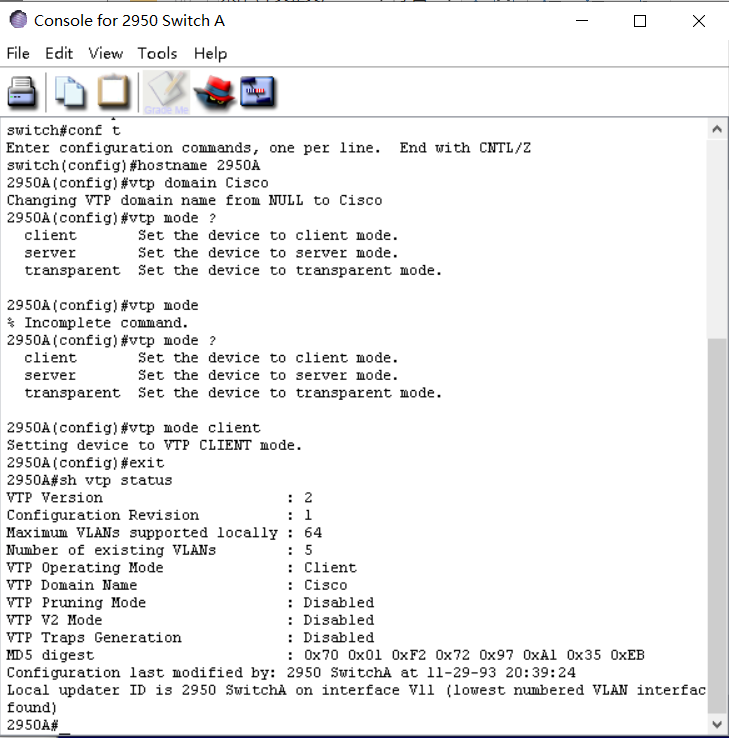 Console for 2950 Switch A
File Edit View Tools Help
Grade Me
switch#conf t
Enter configuration commands, one per line.  End with CNTL/Z
switch(config)#hostname 2950A
2950A(config)#vtp domain Cisco
Changing VTP domain name from NULL to Cisco
2950A(config)#vtp mode ?
  client       Set the device to client mode.
  server       Set the device to server mode.
  transparent  Set the device to transparent mode.
2950A(config)#vtp mode
% Incomplete command.
2950A(config)#vtp mode ?
  client       Set the device to client mode.
  server       Set the device to server mode.
  transparent  Set the device to transparent mode.
2950A(config)#vtp mode client
Setting device to VTP CLIENT mode.
2950A(config)#exit
2950A#sh vtp status
VTP Version                     : 2
Configuration Revision          : 1
Maximum VLANs supported locally : 64
Number of existing VLANs        : 5
VTP Operating Mode              : Client
VTP Domain Name                 : Cisco
VTP Pruning Mode                : Disabled
VTP V2 Mode                     : Disabled
VTP Traps Generation            : Disabled
MD5 digest                      : 0x70 0x01 0xF2 0x72 0x97 0xA1 0x35 0xEB
Configuration last modified by: 2950 SwitchA at 11-29-93 20:39:24
Local updater ID is 2950 SwitchA on interface Vl1 (lowest numbered VLAN interfac
found)
2950A#_